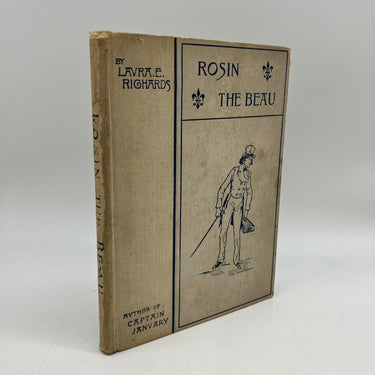 BY
LAVRA.E.
RICHARDS
ROSIN
THE BEAU
ROSIN THE BEAU
AVTHOR OF
CAPTAIN
JANVARY